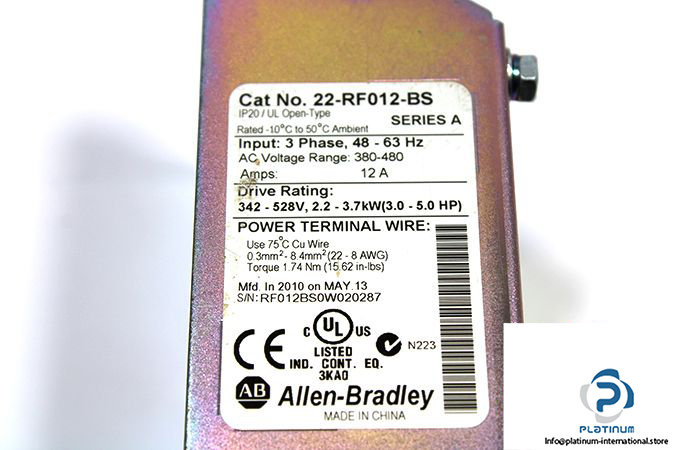 Cat No. 22-RF012-BS
IP20 / UL Open-Type
SERIES A
Rated -10°C to 50°C Ambient
Input: 3 Phase, 48 - 63 Hz
AC Voltage Range: 380-480
Amps: 12 A
Drive Rating:
342 - 528V, 2.2 - 3.7kW(3.0 - 5.0 HP)
POWER TERMINAL WIRE:
Use 75°C Cu Wire
0.3mm² - 8.4mm² (22 - 8 AWG)
Torque 1.74 Nm (15.62 in-lbs)
Mfd. In 2010 on MAY.13
S/N: RF012BS0W020287
CE
C UL US
LISTED
IND. CONT. EQ.
3KA0
N223
AB Allen-Bradley
MADE IN CHINA
PLATINUM
info@platinum-international.store